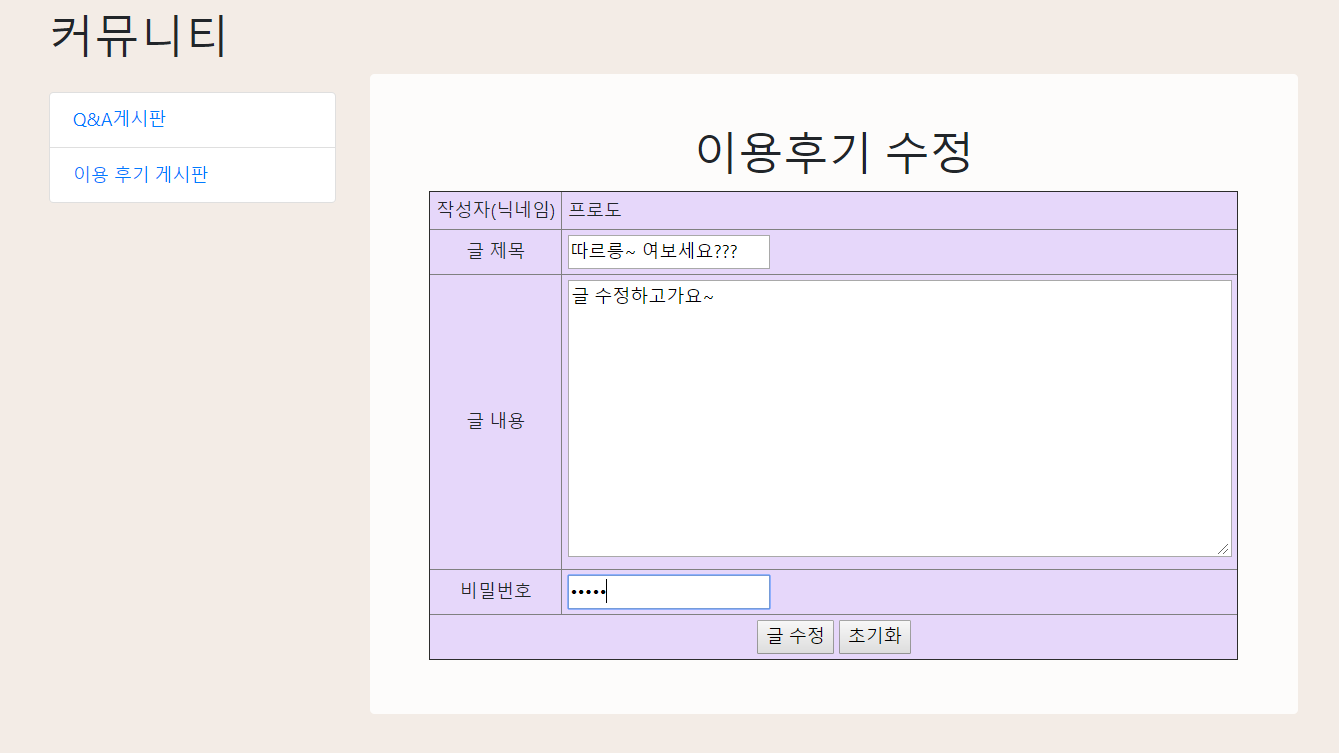 커뮤니티
Q&A게시판
이용 후기 게시판
이용후기 수정
작성자(닉네임) 프로도
글 제목 따르릉~ 여보세요???
글 내용 글 수정하고가요~
비밀번호 •••••
글 수정 초기화